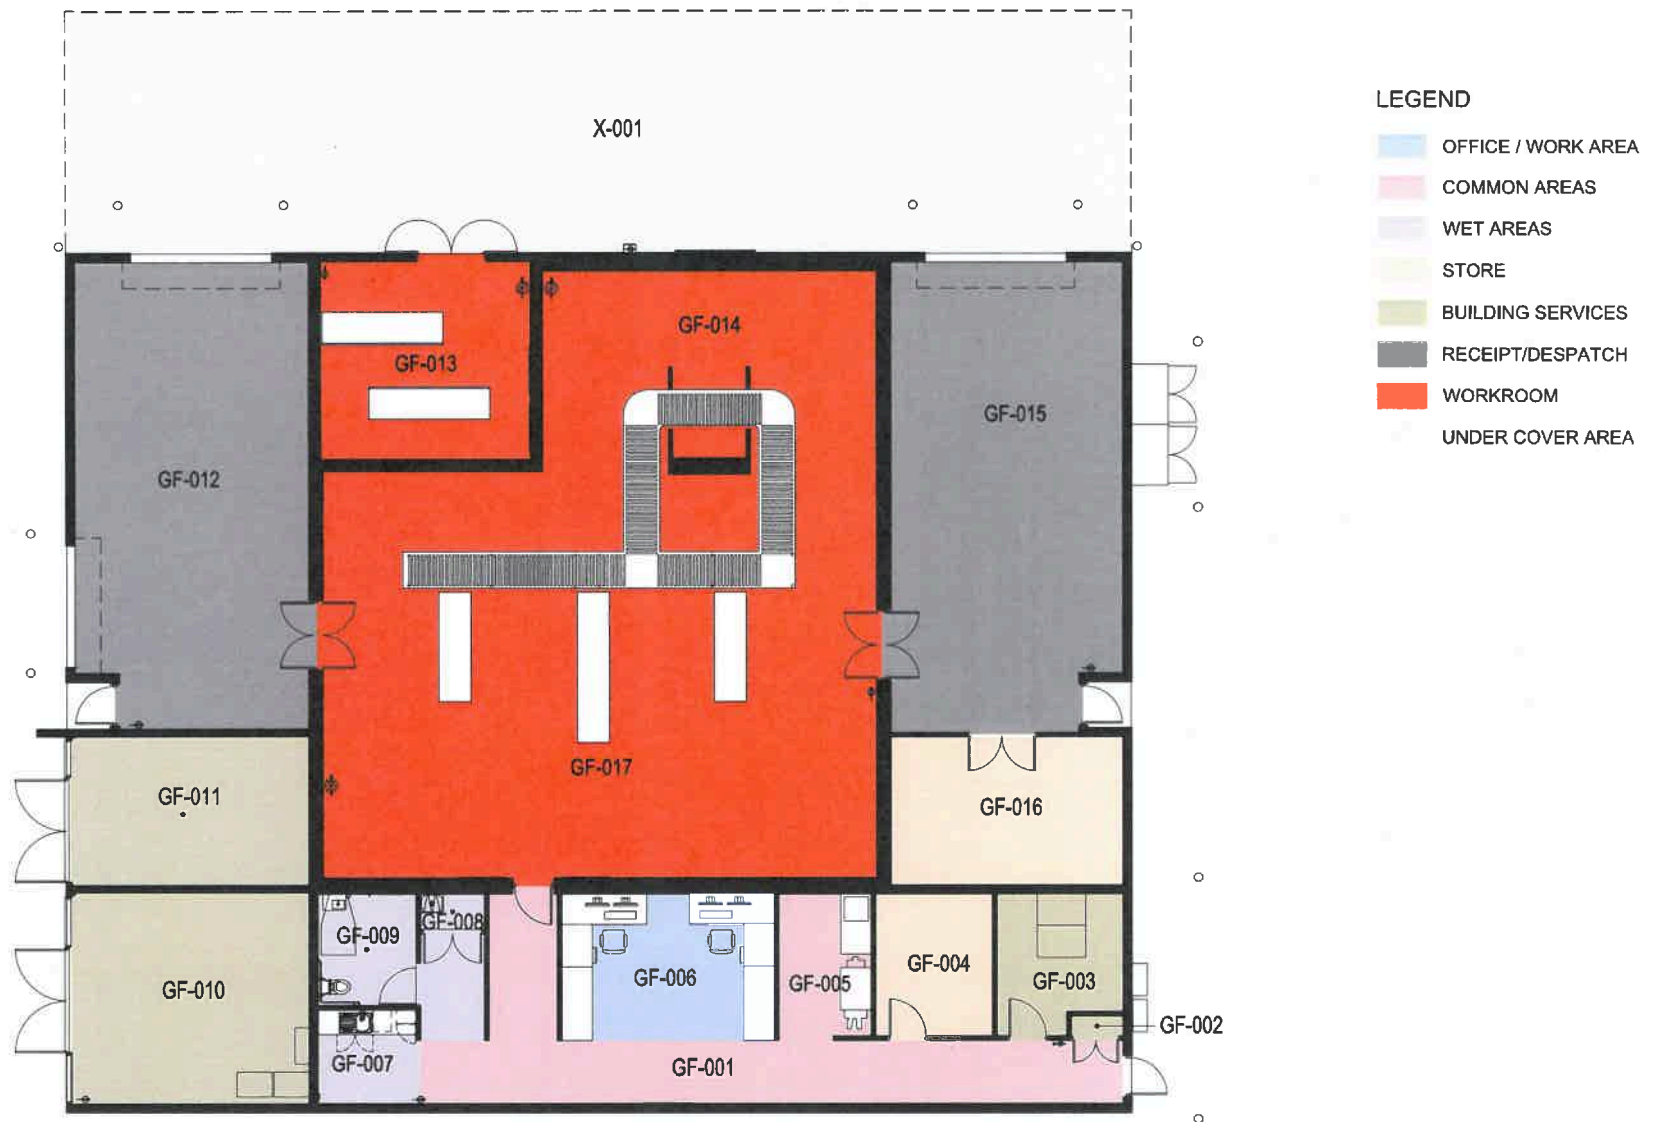 X-001
LEGEND
OFFICE / WORK AREA
COMMON AREAS
WET AREAS
STORE
BUILDING SERVICES
RECEIPT/DESPATCH
WORKROOM
UNDER COVER AREA
GF-014
GF-013
GF-015
GF-012
GF-017
GF-011
GF-016
GF-008
GF-009
GF-004
GF-006
GF-003
GF-005
GF-010
GF-002
GF-007
GF-001